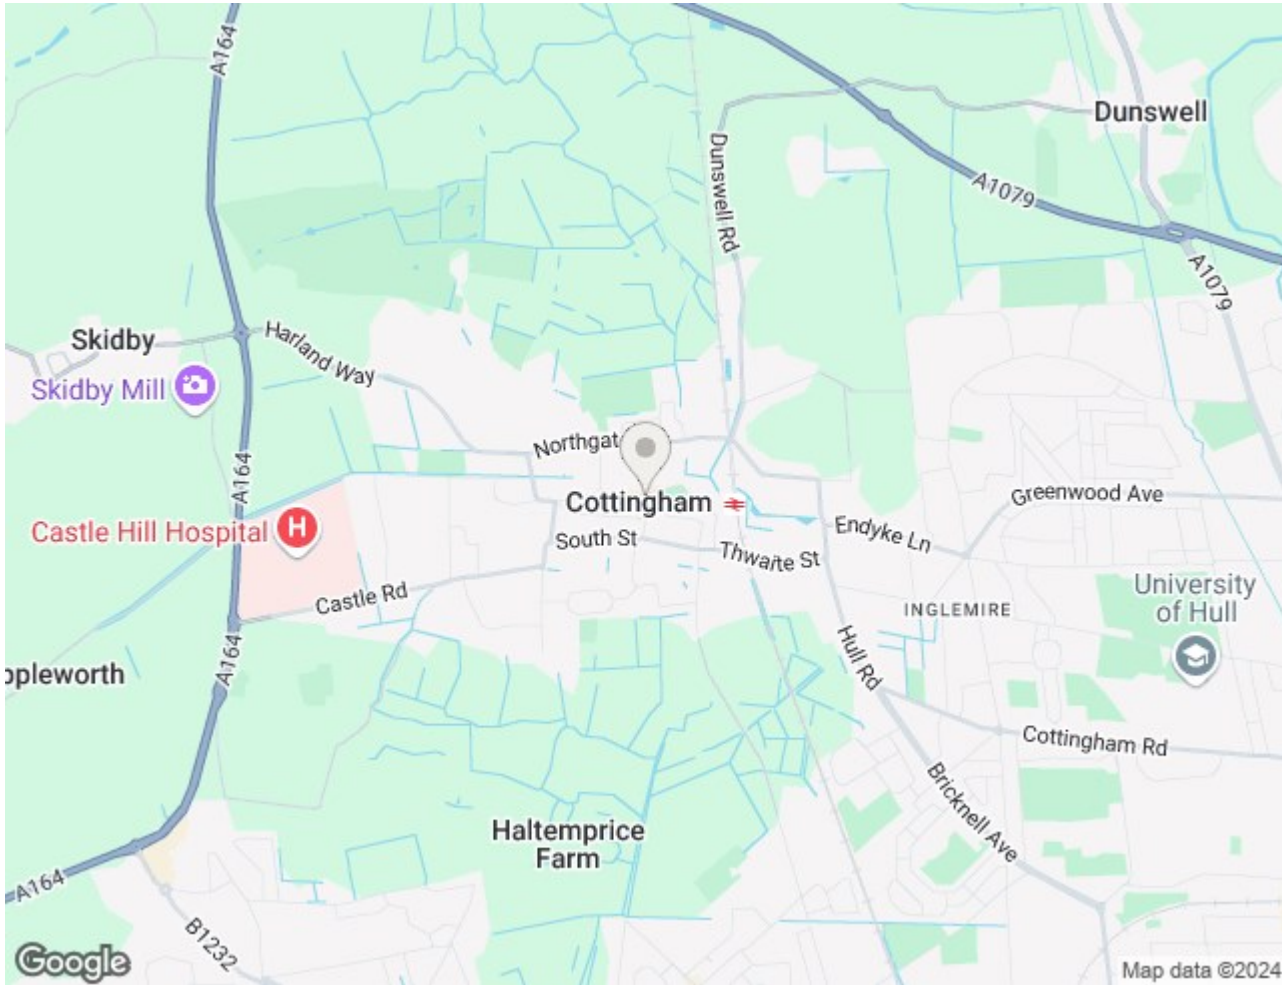 A164
Dunswell
Dunswell Rd
A1079
A1079
Skidby
Harland Way
Skidby Mill
Northgat
A164
Cottingham
Greenwood Ave
Castle Hill Hospital
H
South St
Endyke Ln
Thwaite St
University
of Hull
Castle Rd
INGLEMIRE
Hull Rd
A164
ppleworth
Cottingham Rd
Bricknell Ave
Haltemprice
Farm
A164
B1232
Google
Map data ©2024